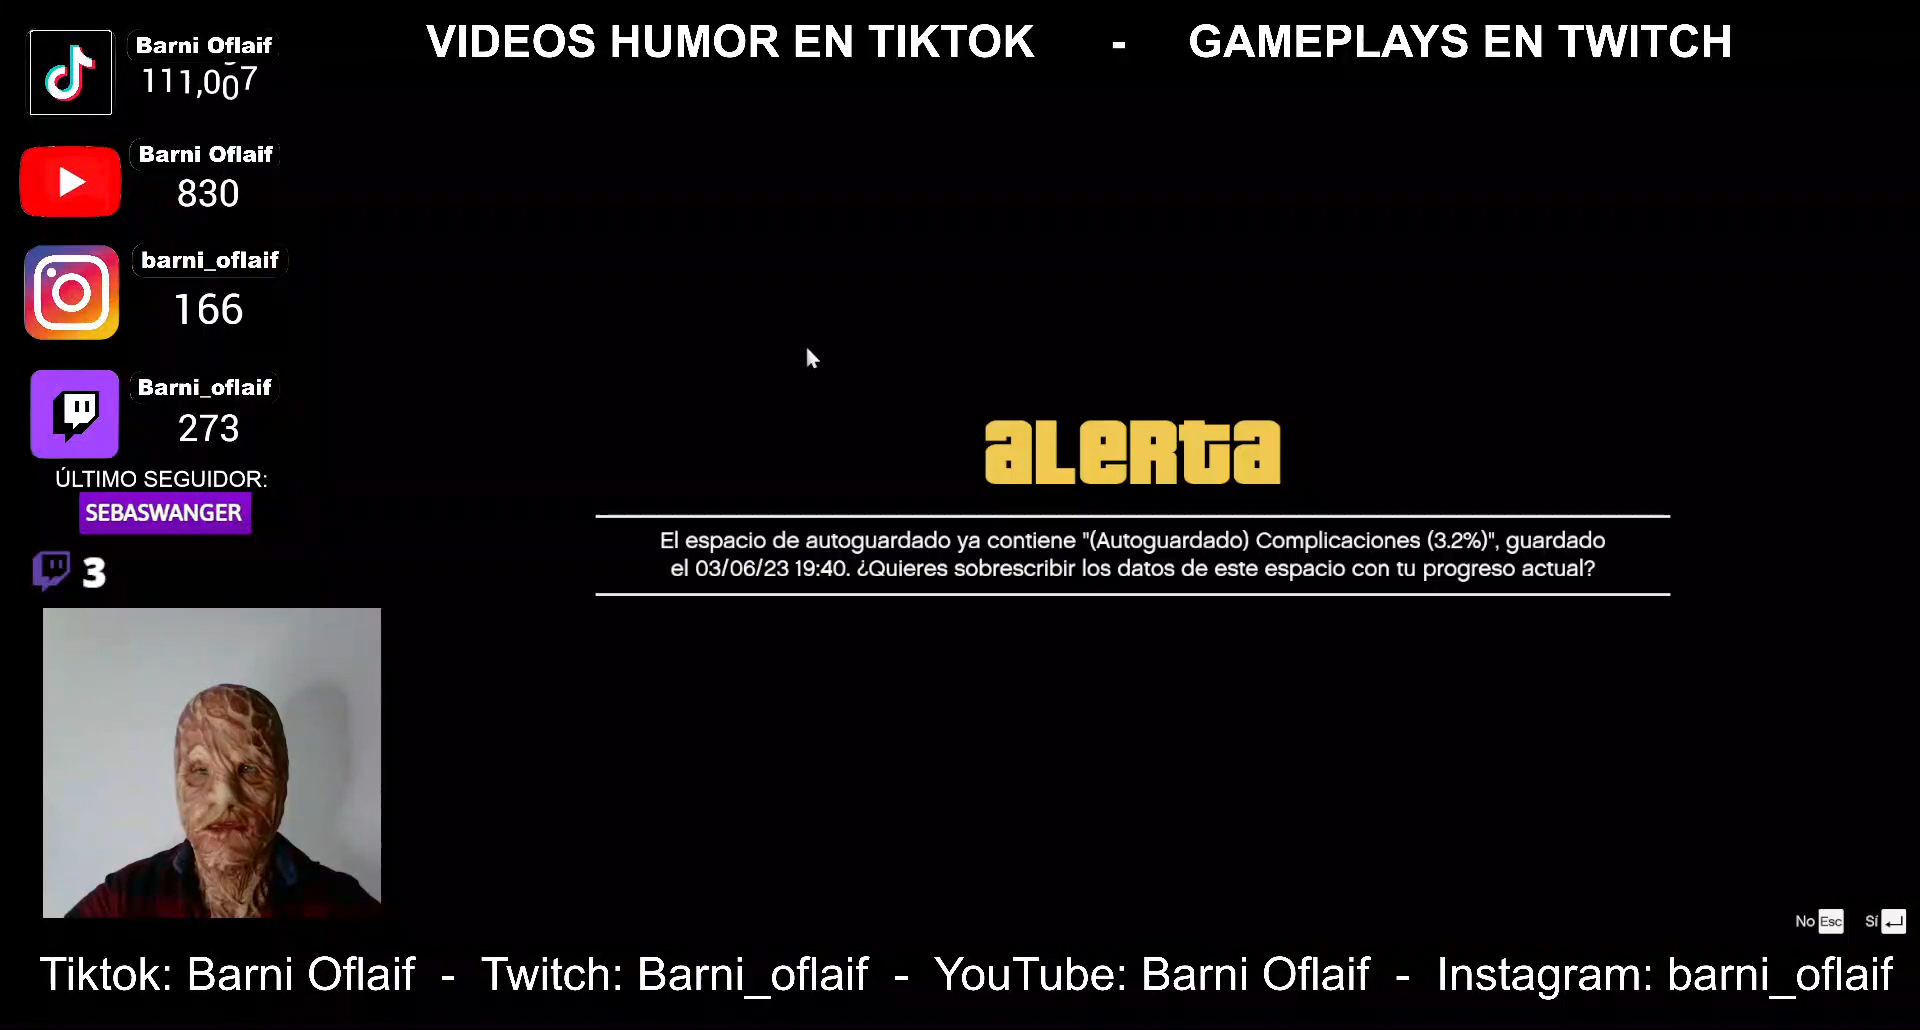 VIDEOS HUMOR EN TIKTOK - GAMEPLAYS EN TWITCH
Barni Oflaif
111,007
Barni Oflaif
830
barni_oflaif
166
Barni_oflaif
273
ÚLTIMO SEGUIDOR:
SEBASWANGER
3
alerta
El espacio de autoguardado ya contiene "(Autoguardado) Complicaciones (3.2%)", guardado
el 03/06/23 19:40. ¿Quieres sobrescribir los datos de este espacio con tu progreso actual?
No Esc Sí
Tiktok: Barni Oflaif - Twitch: Barni_oflaif - YouTube: Barni Oflaif - Instagram: barni_oflaif